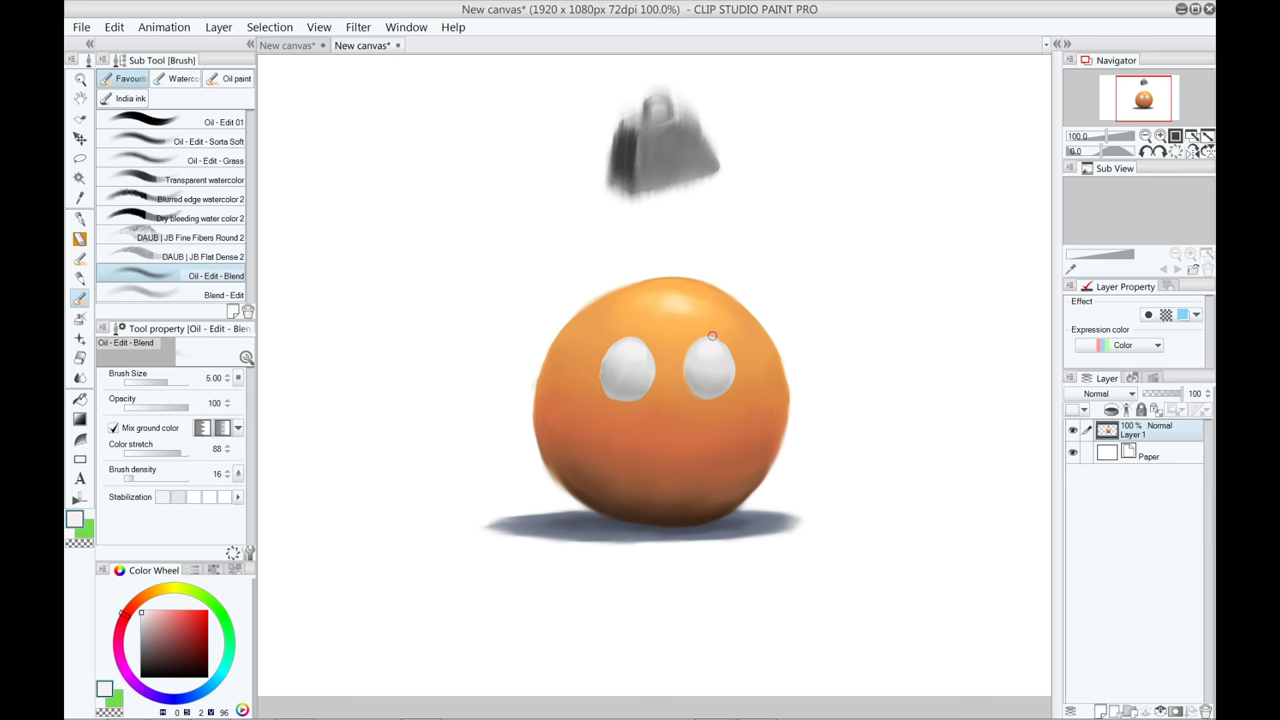 New canvas* (1920 x 1080px 72dpi 100.0%) - CLIP STUDIO PAINT PRO
File Edit Animation Layer Selection View Filter Window Help
Sub Tool [Brush]
New canvas* New canvas*
Navigator
Favourit Waterco Oil paint
India ink
Oil - Edit 01
Oil - Edit - Sorta Soft
Oil - Edit - Grass
Transparent watercolor
Blurred edge watercolor 2
Dry bleeding water color 2
DAUB | JB Fine Fibers Round 2
DAUB | JB Flat Dense 2
Oil - Edit - Blend
Blend - Edit
100.0
0.0
Sub View
Tool property [Oil - Edit - Blen
Oil - Edit - Blend
Brush Size 5.00
Opacity 100
Mix ground color
Color stretch 88
Brush density 16
Stabilization
Layer Property
Effect
Expression color
Color
Layer
Normal 100
100 % Normal
Layer 1
Paper
Color Wheel
H 0 S 2 V 96